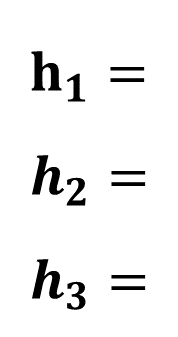 h₁ =
h₂ =
h₃ =